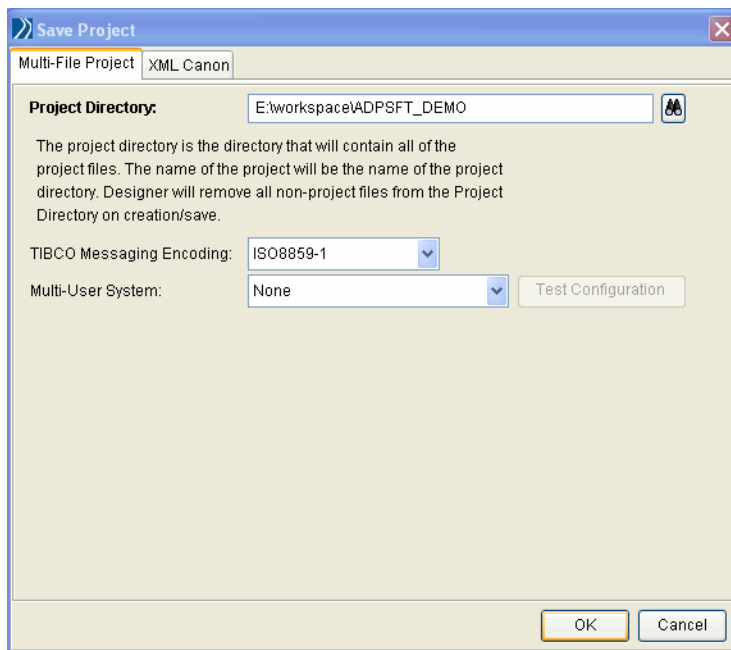 Save Project
Multi-File Project XML Canon
Project Directory: E:\workspace\ADPSFT_DEMO
The project directory is the directory that will contain all of the
project files. The name of the project will be the name of the project
directory. Designer will remove all non-project files from the Project
Directory on creation/save.
TIBCO Messaging Encoding: ISO8859-1
Multi-User System: None Test Configuration
OK Cancel